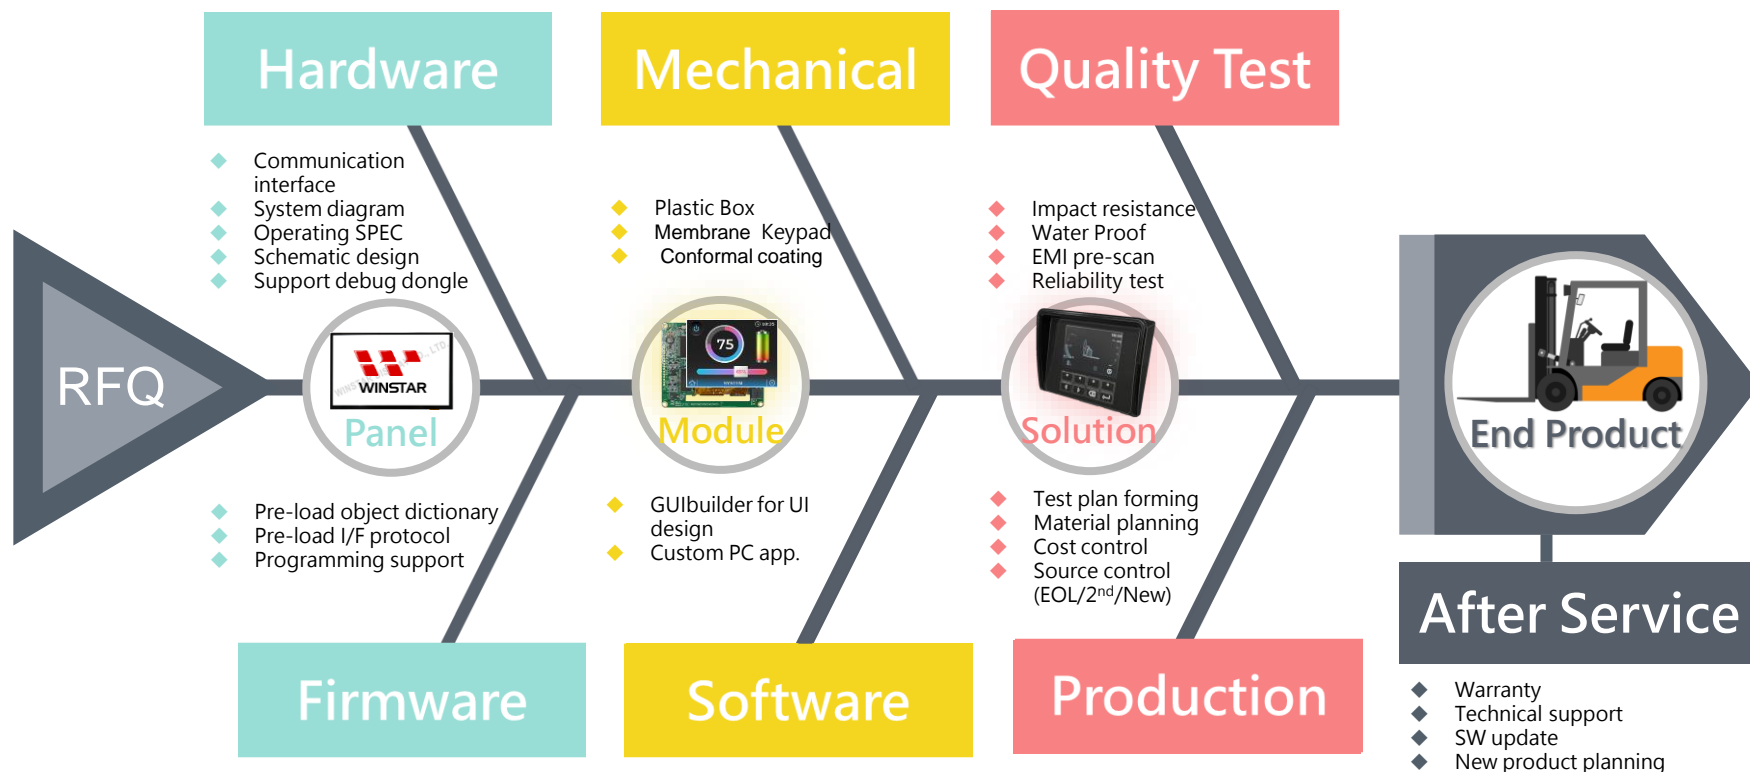 Hardware
Mechanical
Quality Test
Communication
interface
System diagram
Operating SPEC
Schematic design
Support debug dongle
Plastic Box
Membrane Keypad
Conformal coating
Impact resistance
Water Proof
EMI pre-scan
Reliability test
RFQ
WINSTAR
Panel
75
Module
Solution
End Product
Pre-load object dictionary
Pre-load I/F protocol
Programming support
GUIbuilder for UI
design
Custom PC app.
Test plan forming
Material planning
Cost control
Source control
(EOL/2nd/New)
Firmware
Software
Production
After Service
Warranty
Technical support
SW update
New product planning